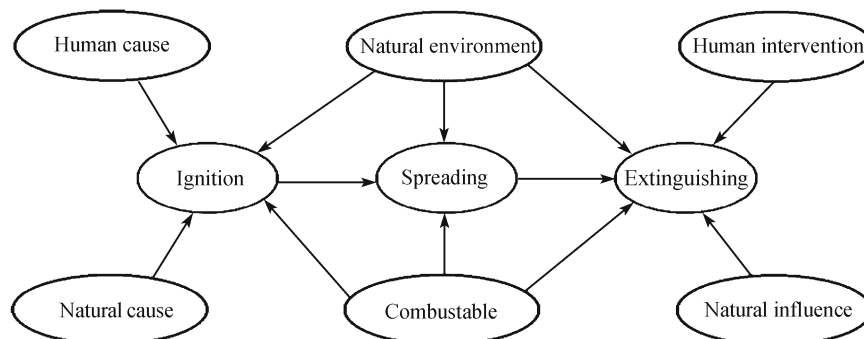 Human cause
Natural environment
Human intervention
Ignition
Spreading
Extinguishing
Natural cause
Combustable
Natural influence